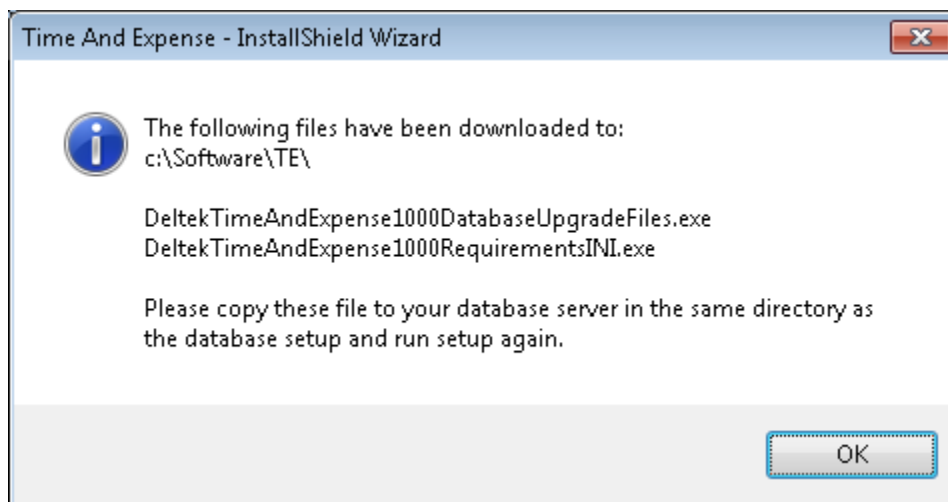 Time And Expense - InstallShield Wizard
The following files have been downloaded to:
c:\Software\TE\
DeltekTimeAndExpense1000DatabaseUpgradeFiles.exe
DeltekTimeAndExpense1000RequirementsINI.exe
Please copy these file to your database server in the same directory as
the database setup and run setup again.
OK